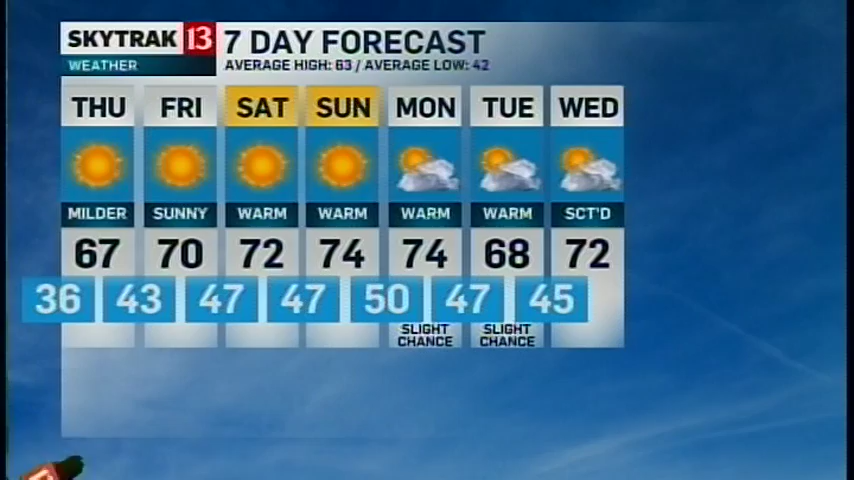 SKYTRAK 13
WEATHER
7 DAY FORECAST
AVERAGE HIGH: 63 / AVERAGE LOW: 42
THU FRI SAT SUN MON TUE WED
MILDER SUNNY WARM WARM WARM WARM SCT'D
67 70 72 74 74 68 72
36 43 47 47 50 47 45
SLIGHT CHANCE SLIGHT CHANCE
13